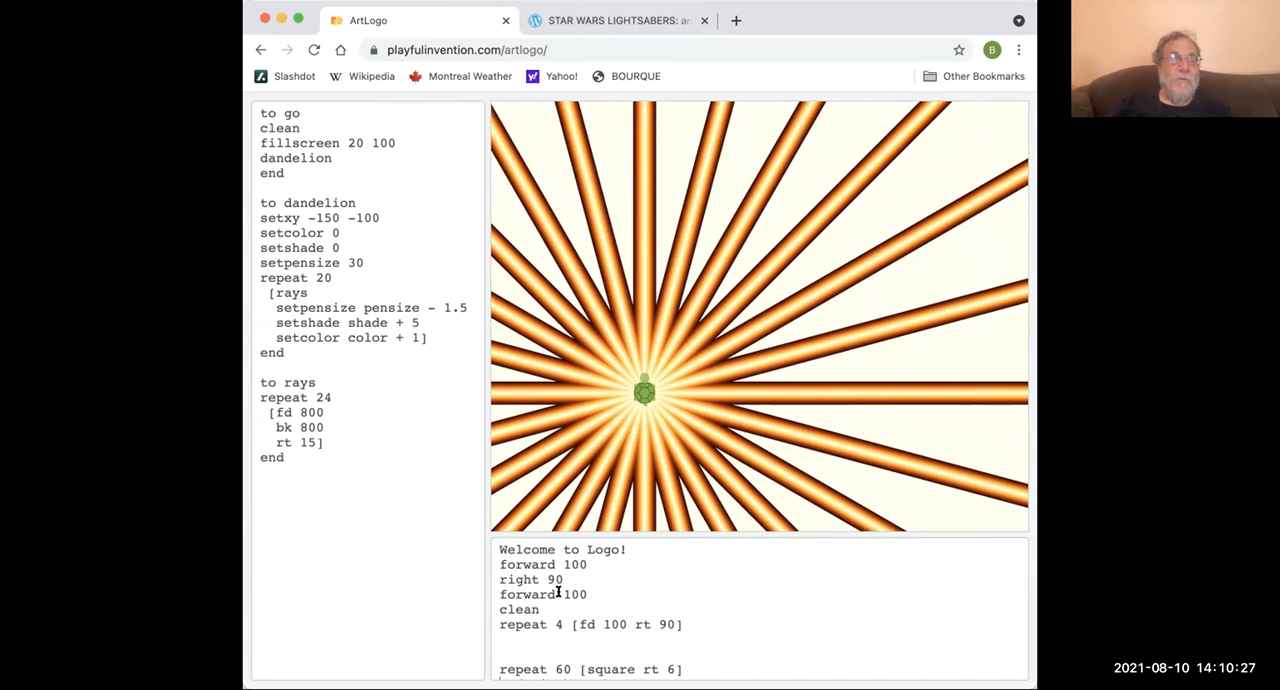 ArtLogo
STAR WARS LIGHTSABERS: ar
playfulinvention.com/artlogo/
B
Slashdot
W Wikipedia
Montreal Weather
Yahoo!
BOURQUE
Other Bookmarks
to go
clean
fillscreen 20 100
dandelion
end
to dandelion
setxy -150 -100
setcolor 0
setshade 0
setpensize 30
repeat 20
[rays
setpensize pensize - 1.5
setshade shade + 5
setcolor color + 1]
end
to rays
repeat 24
[fd 800
bk 800
rt 15]
end
Welcome to Logo!
forward 100
right 90
forward 100
clean
repeat 4 [fd 100 rt 90]
repeat 60 [square rt 6]
2021-08-10 14:10:27